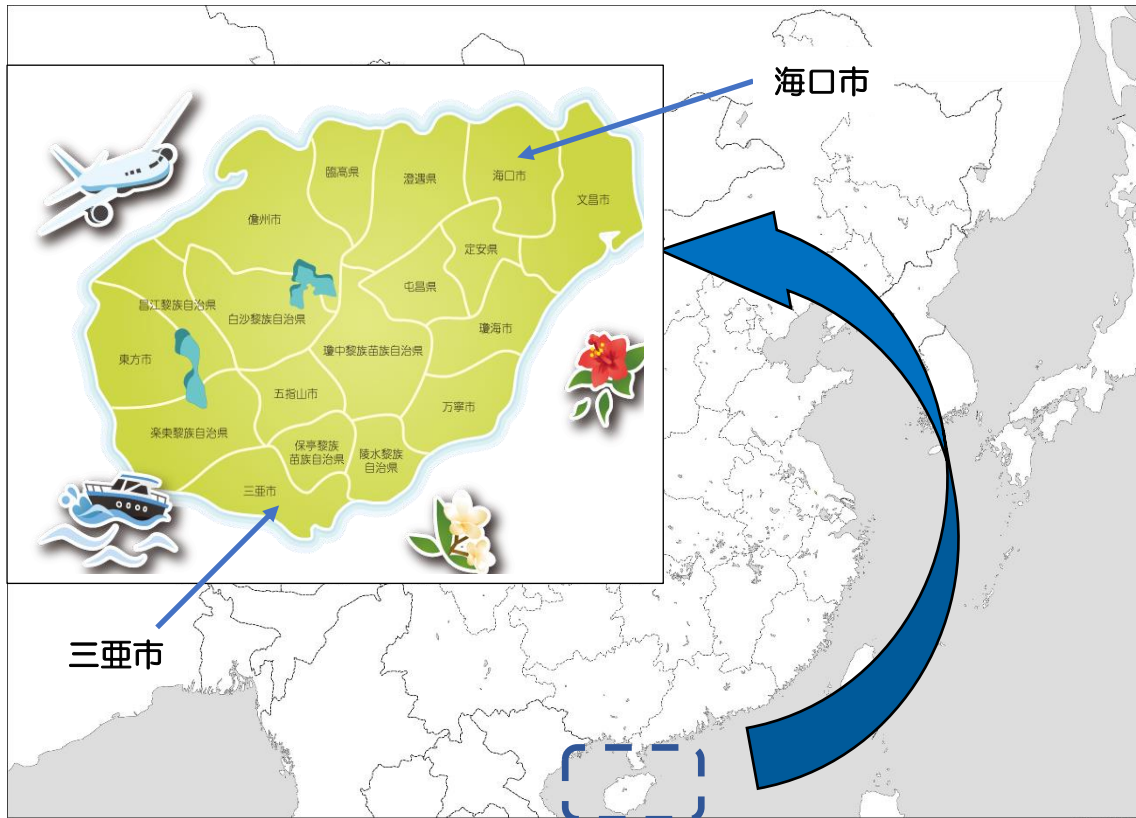 海口市
臨高県
澄邁県
海口市
文昌市
儋州市
定安県
屯昌県
昌江黎族自治県
白沙黎族自治県
瓊海市
東方市
瓊中黎族苗族自治県
五指山市
万寧市
楽東黎族自治県
保亭黎族
苗族自治県
陵水黎族
自治県
三亜市
三亜市